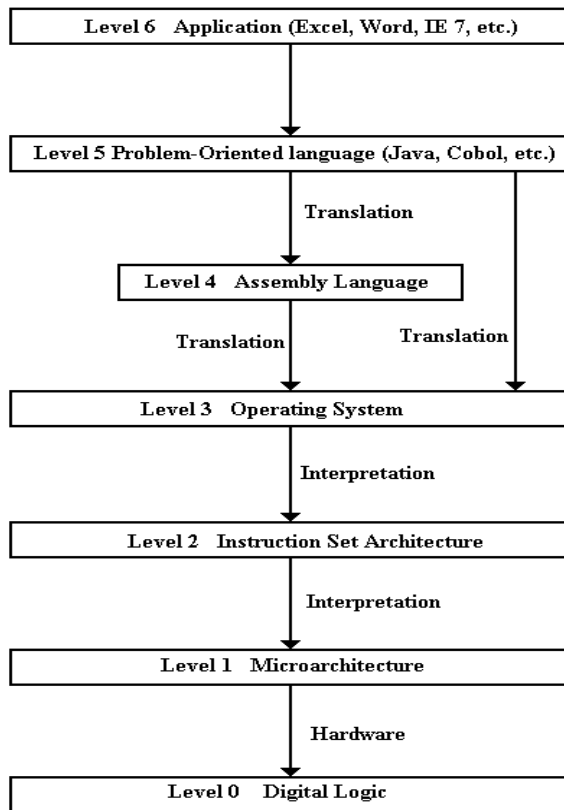 Level 6 Application (Excel, Word, IE 7, etc.)
Level 5 Problem-Oriented language (Java, Cobol, etc.)
Translation
Level 4 Assembly Language
Translation
Translation
Level 3 Operating System
Interpretation
Level 2 Instruction Set Architecture
Interpretation
Level 1 Microarchitecture
Hardware
Level 0 Digital Logic